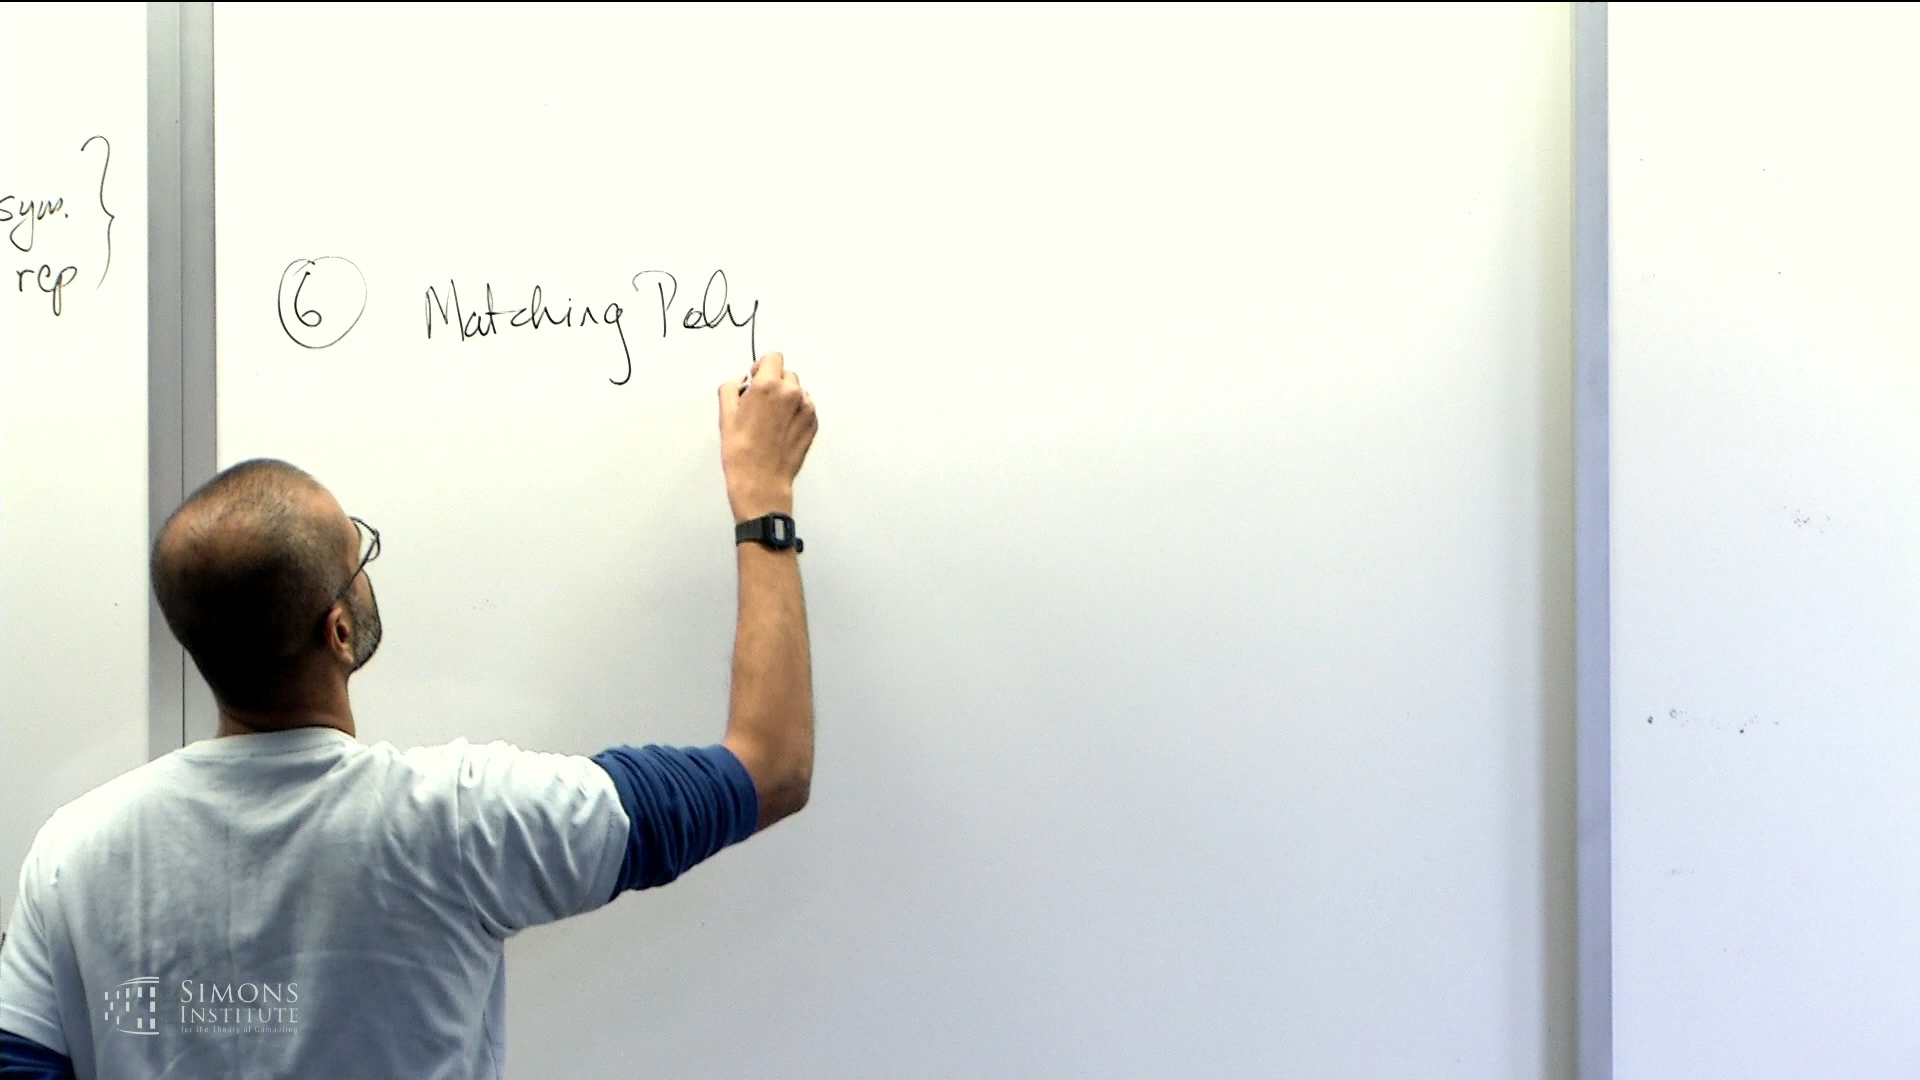 sym.
rep
6 Matching Poly
SIMONS
INSTITUTE
for the Theory of Computing